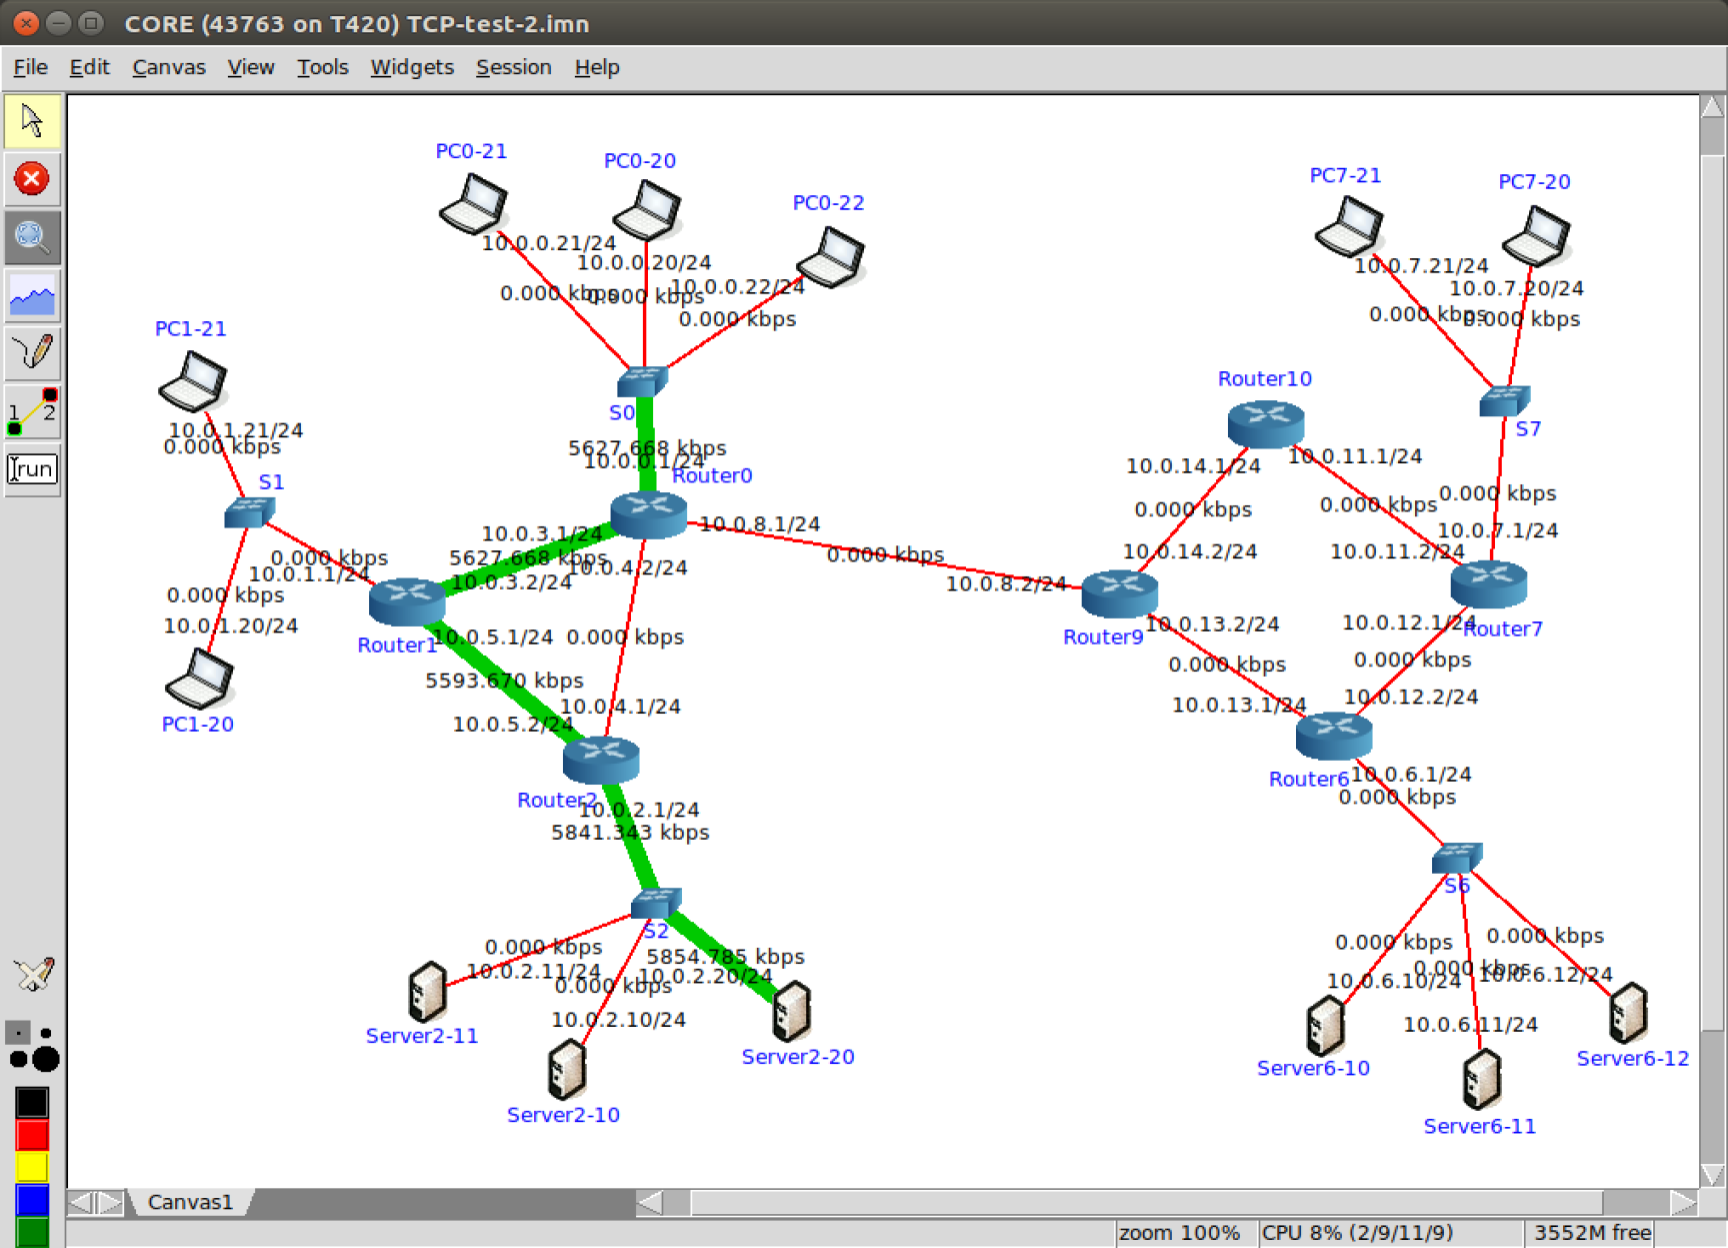 CORE (43763 on T420) TCP-test-2.imn
File Edit Canvas View Tools Widgets Session Help
PC0-21
PC0-20
PC0-22
10.0.0.21/24
10.0.0.20/24
10.0.0.22/24
0.000 kbps
0.000 kbps
0.000 kbps
S0
5627.668 kbps
10.0.0.1/24
Router0
PC1-21
10.0.1.21/24
0.000 kbps
S1
0.000 kbps
10.0.1.1/24
0.000 kbps
10.0.1.20/24
PC1-20
10.0.3.1/24
5627.668 kbps
10.0.3.2/24
10.0.4.2/24
Router1
10.0.5.1/24
0.000 kbps
5593.670 kbps
10.0.4.1/24
10.0.5.2/24
Router2
10.0.2.1/24
5841.343 kbps
S2
0.000 kbps
5854.785 kbps
10.0.2.11/24
10.0.2.20/24
0.000 kbps
10.0.2.10/24
Server2-11
Server2-20
Server2-10
10.0.8.1/24
0.000 kbps
10.0.8.2/24
PC7-21
PC7-20
10.0.7.21/24
10.0.7.20/24
0.000 kbps
0.000 kbps
Router10
S7
10.0.14.1/24
10.0.11.1/24
0.000 kbps
0.000 kbps
0.000 kbps
10.0.7.1/24
10.0.14.2/24
10.0.11.2/24
Router9
10.0.13.2/24
10.0.12.1/24
Router7
0.000 kbps
0.000 kbps
10.0.13.1/24
10.0.12.2/24
Router6
10.0.6.1/24
0.000 kbps
S6
0.000 kbps
0.000 kbps
0.000 kbps
10.0.6.10/24
10.0.6.12/24
10.0.6.11/24
Server6-10
Server6-12
Server6-11
1 2
run
Canvas1
zoom 100% CPU 8% (2/9/11/9) 3552M free